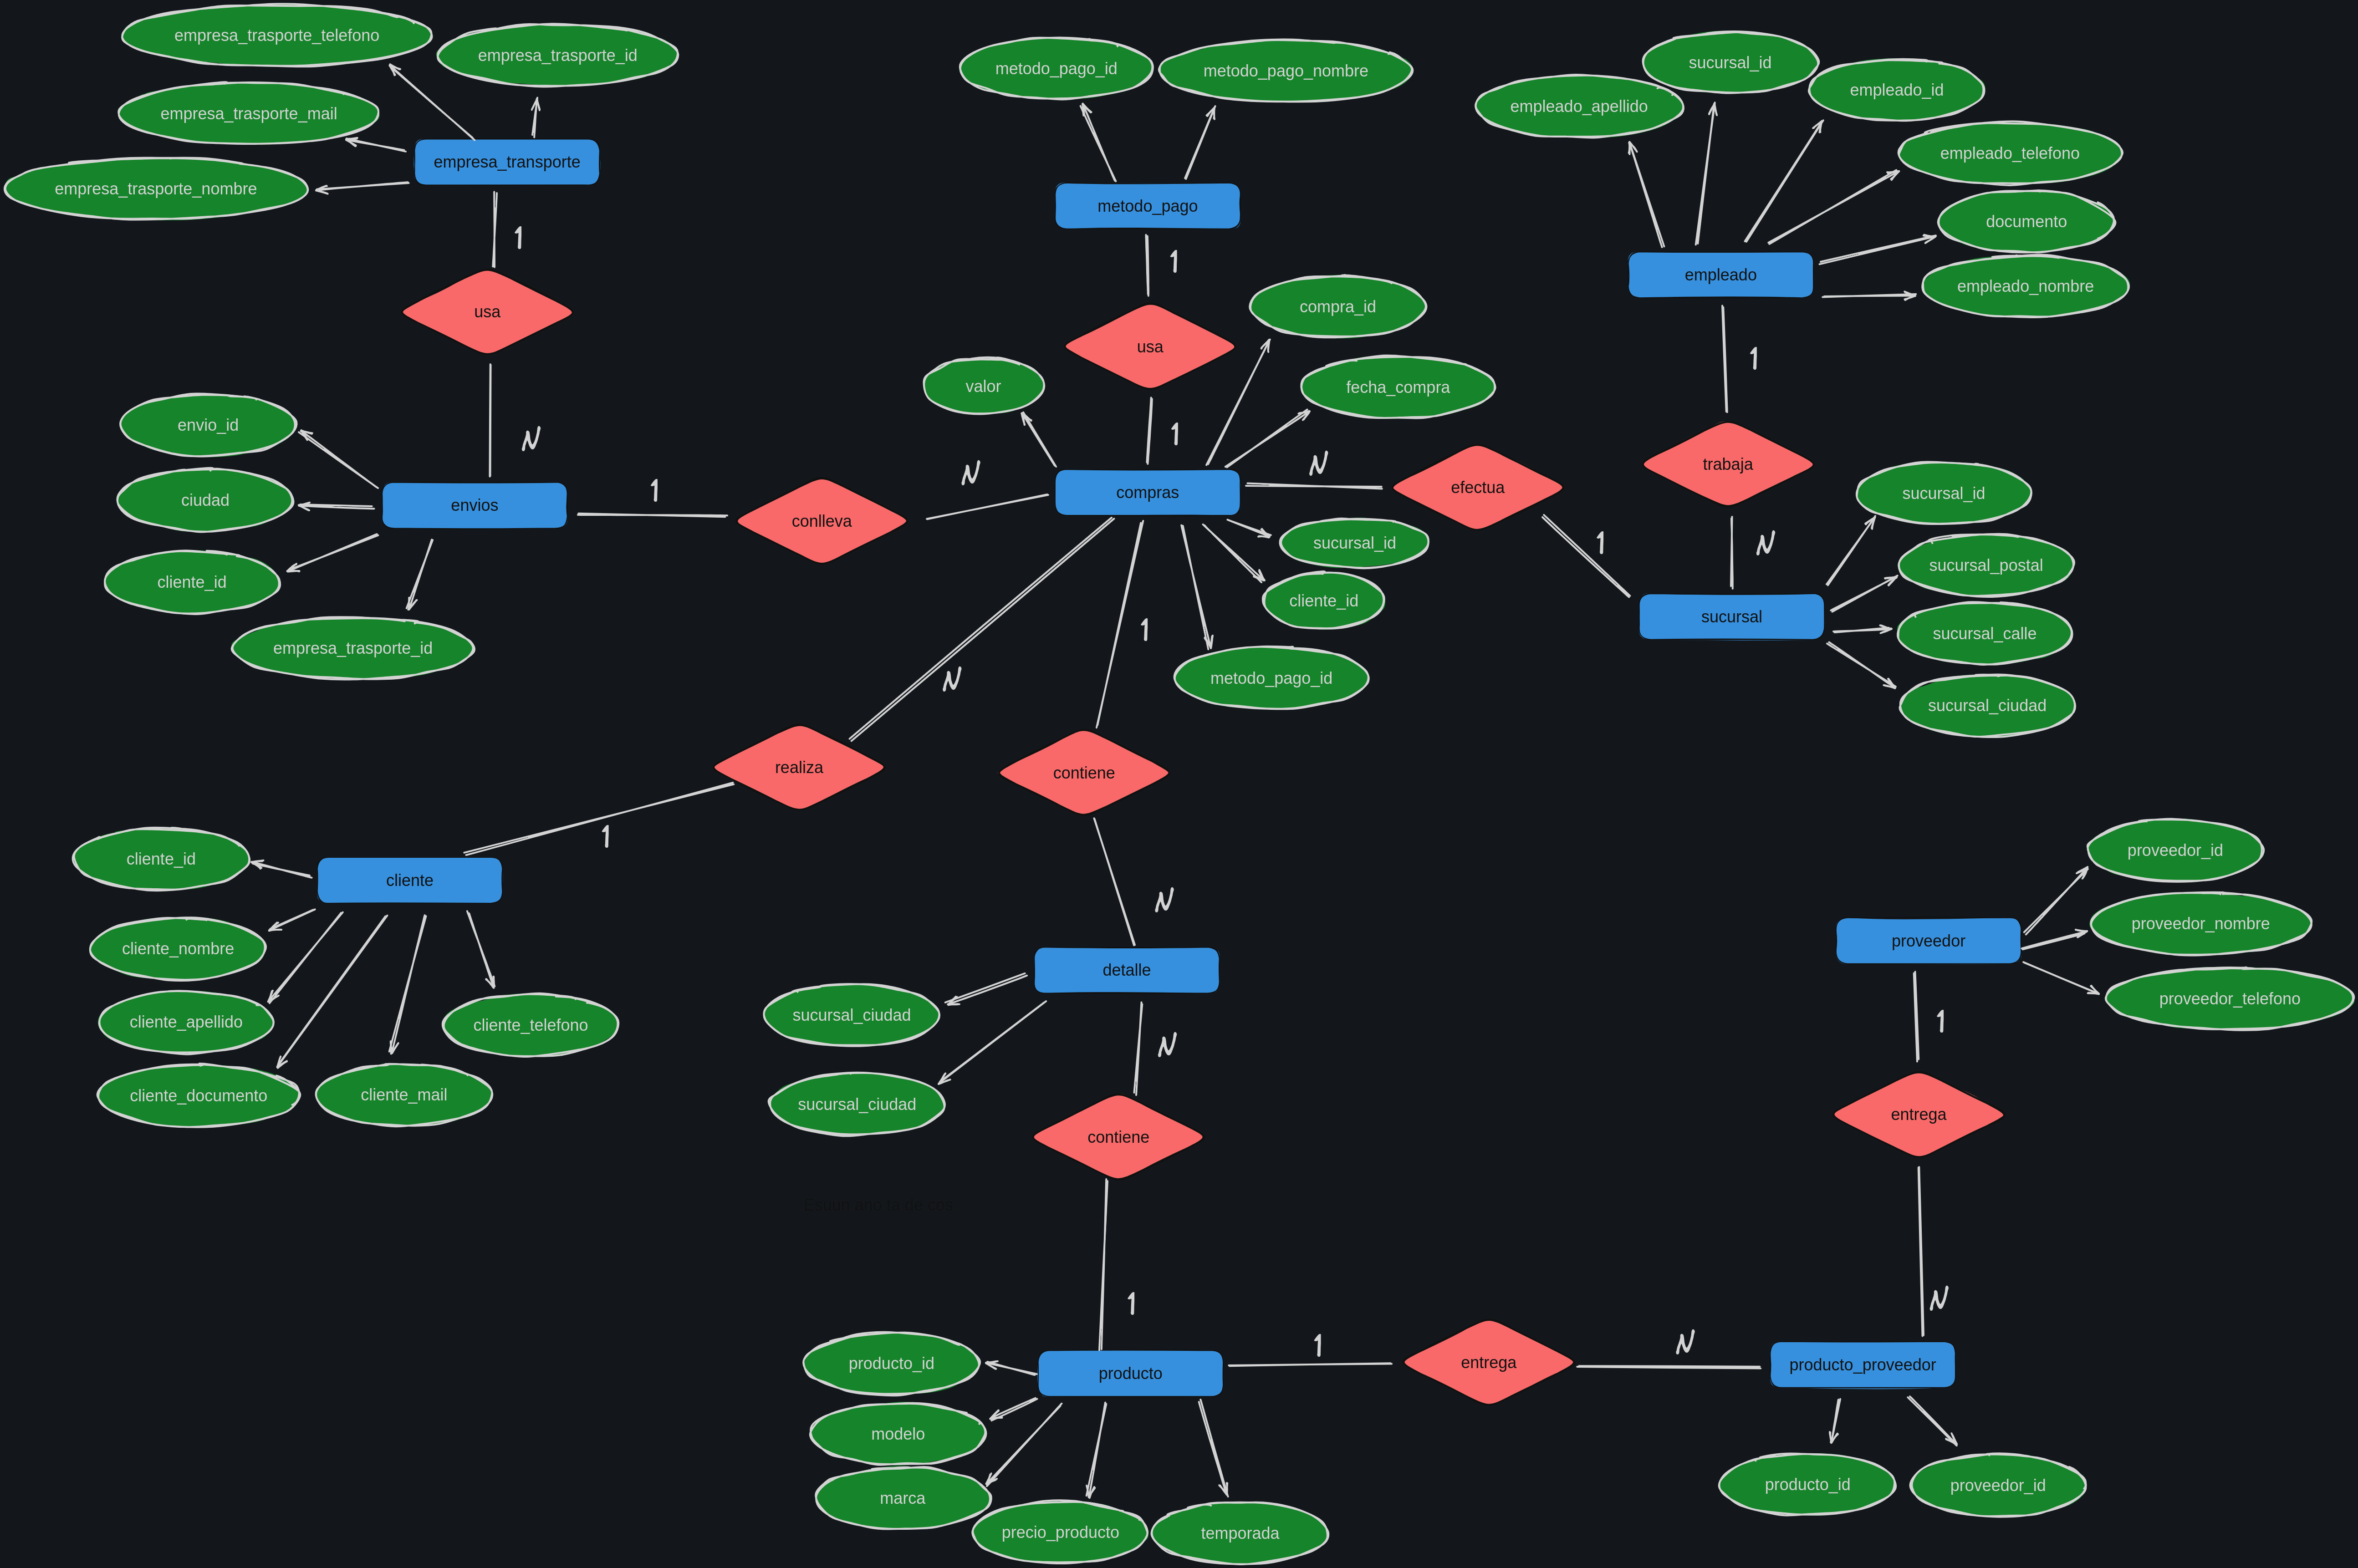 empresa_trasporte_telefono
empresa_trasporte_id
empresa_trasporte_mail
empresa_transporte
empresa_trasporte_nombre
1
usa
N
envio_id
ciudad
envios
cliente_id
empresa_trasporte_id
1
conlleva
N
metodo_pago_id
metodo_pago_nombre
metodo_pago
1
usa
1
compra_id
valor
fecha_compra
compras
N
efectua
1
sucursal_id
cliente_id
metodo_pago_id
sucursal_id
empleado_id
empleado_apellido
empleado_telefono
documento
empleado
empleado_nombre
1
trabaja
N
sucursal_id
sucursal_postal
sucursal
sucursal_calle
sucursal_ciudad
N
realiza
1
1
contiene
N
cliente_id
cliente
cliente_nombre
cliente_apellido
cliente_telefono
cliente_documento
cliente_mail
detalle
sucursal_ciudad
sucursal_ciudad
N
contiene
1
proveedor_id
proveedor_nombre
proveedor
proveedor_telefono
1
entrega
N
producto_id
producto
modelo
marca
precio_producto
temporada
1
entrega
N
producto_proveedor
producto_id
proveedor_id